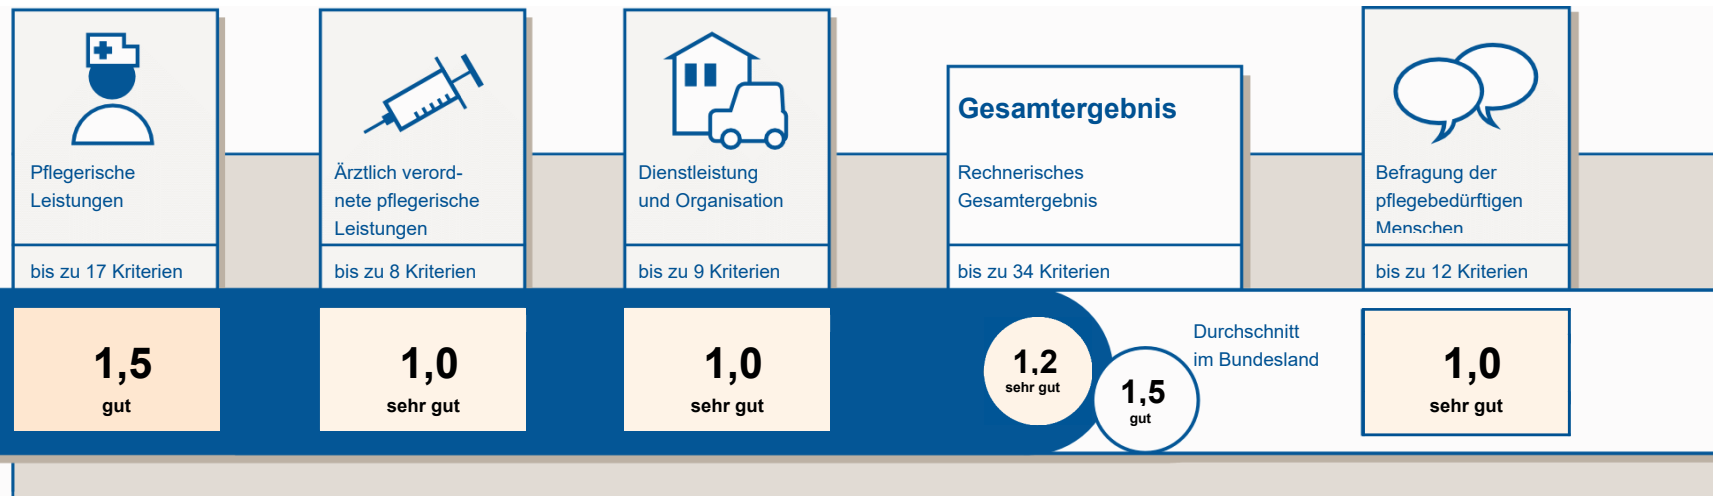 Pflegerische
Leistungen
bis zu 17 Kriterien
1,5
gut
Ärztlich verord-
nete pflegerische
Leistungen
bis zu 8 Kriterien
1,0
sehr gut
Dienstleistung
und Organisation
bis zu 9 Kriterien
1,0
sehr gut
Gesamtergebnis
Rechnerisches
Gesamtergebnis
bis zu 34 Kriterien
1,2
sehr gut
1,5
gut
Durchschnitt
im Bundesland
Befragung der
pflegebedürftigen
Menschen
bis zu 12 Kriterien
1,0
sehr gut